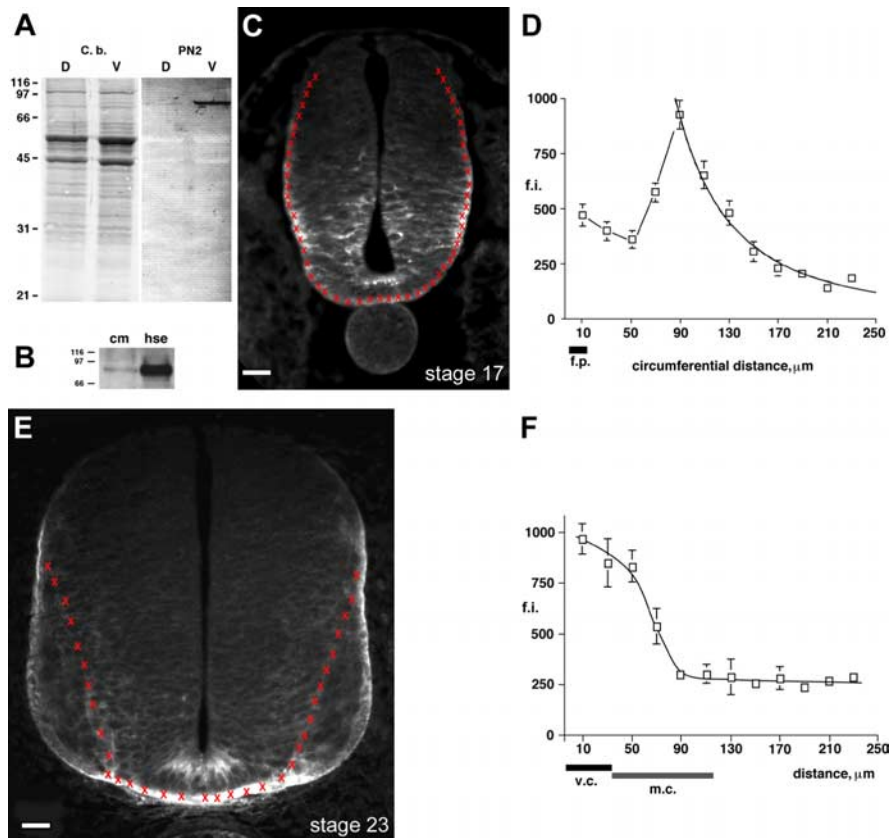 A
C. b.
PN2
D V D V
116
97
66
45
31
21
B
cm hse
116
97
66
C
stage 17
D
1000
750
f.i.
500
250
0
10 50 90 130 170 210 250
f.p.
circumferential distance, μm
E
stage 23
F
1000
750
f.i.
500
250
0
10 50 90 130 170 210 250
v.c.
m.c.
distance, μm